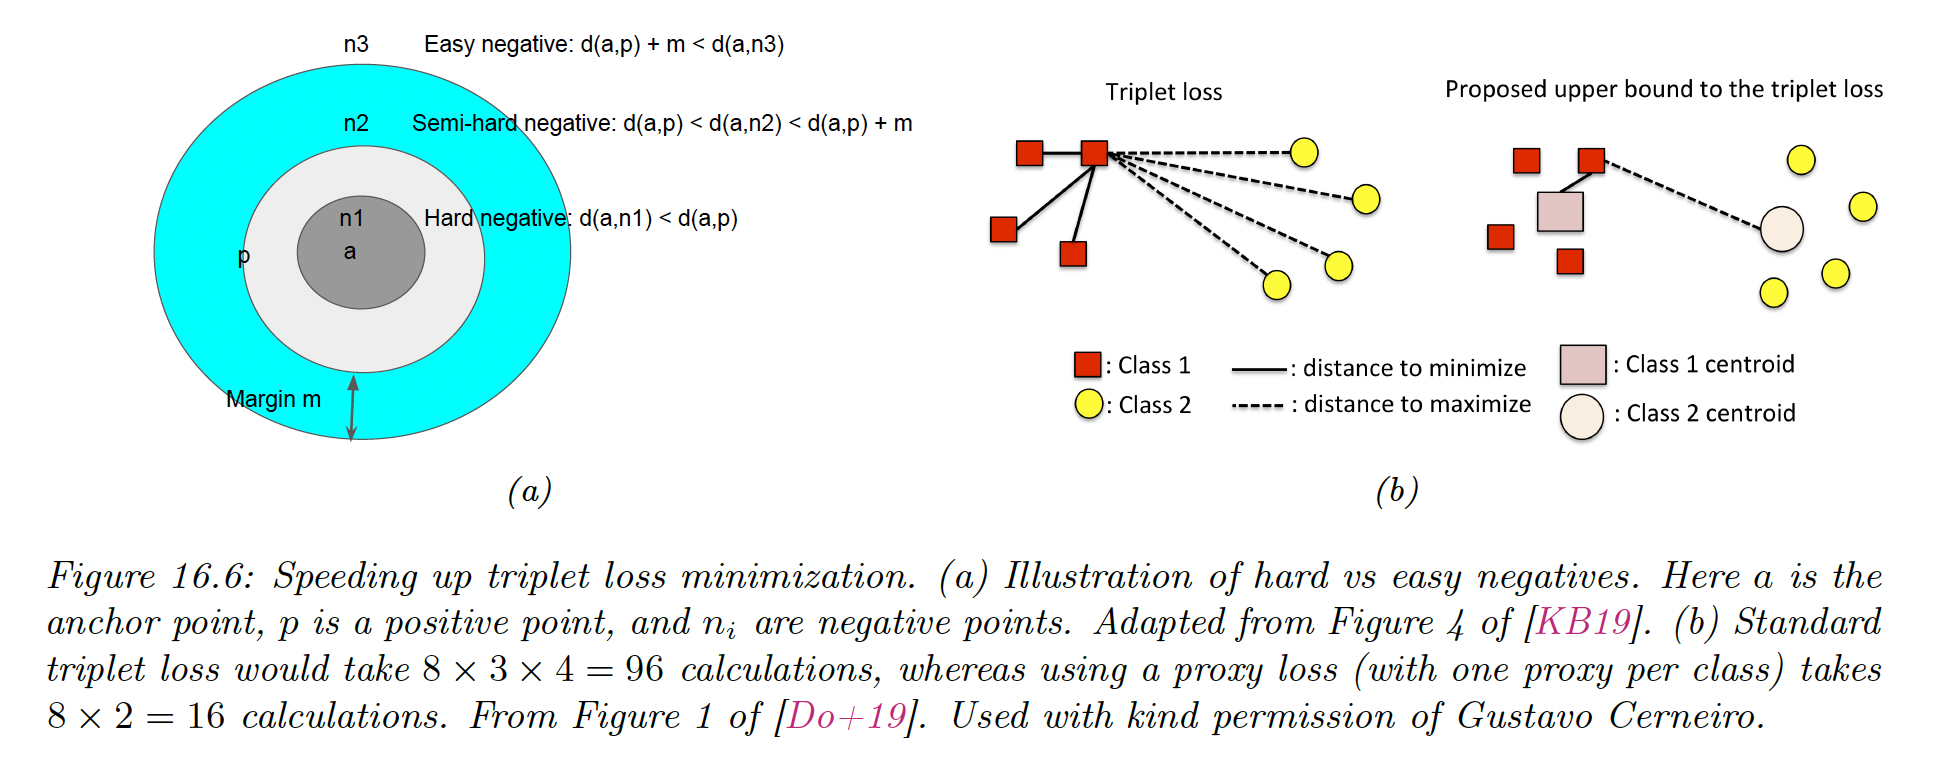 n3 Easy negative: d(a,p) + m < d(a,n3)
n2 Semi-hard negative: d(a,p) < d(a,n2) < d(a,p) + m
n1 Hard negative: d(a,n1) < d(a,p)
p a
Margin m
(a)
Triplet loss
Proposed upper bound to the triplet loss
: Class 1 : distance to minimize : Class 1 centroid
: Class 2 : distance to maximize : Class 2 centroid
(b)
Figure 16.6: Speeding up triplet loss minimization. (a) Illustration of hard vs easy negatives. Here a is the
anchor point, p is a positive point, and nᵢ are negative points. Adapted from Figure 4 of [KB19]. (b) Standard
triplet loss would take 8 × 3 × 4 = 96 calculations, whereas using a proxy loss (with one proxy per class) takes
8 × 2 = 16 calculations. From Figure 1 of [Do+19]. Used with kind permission of Gustavo Cerneiro.